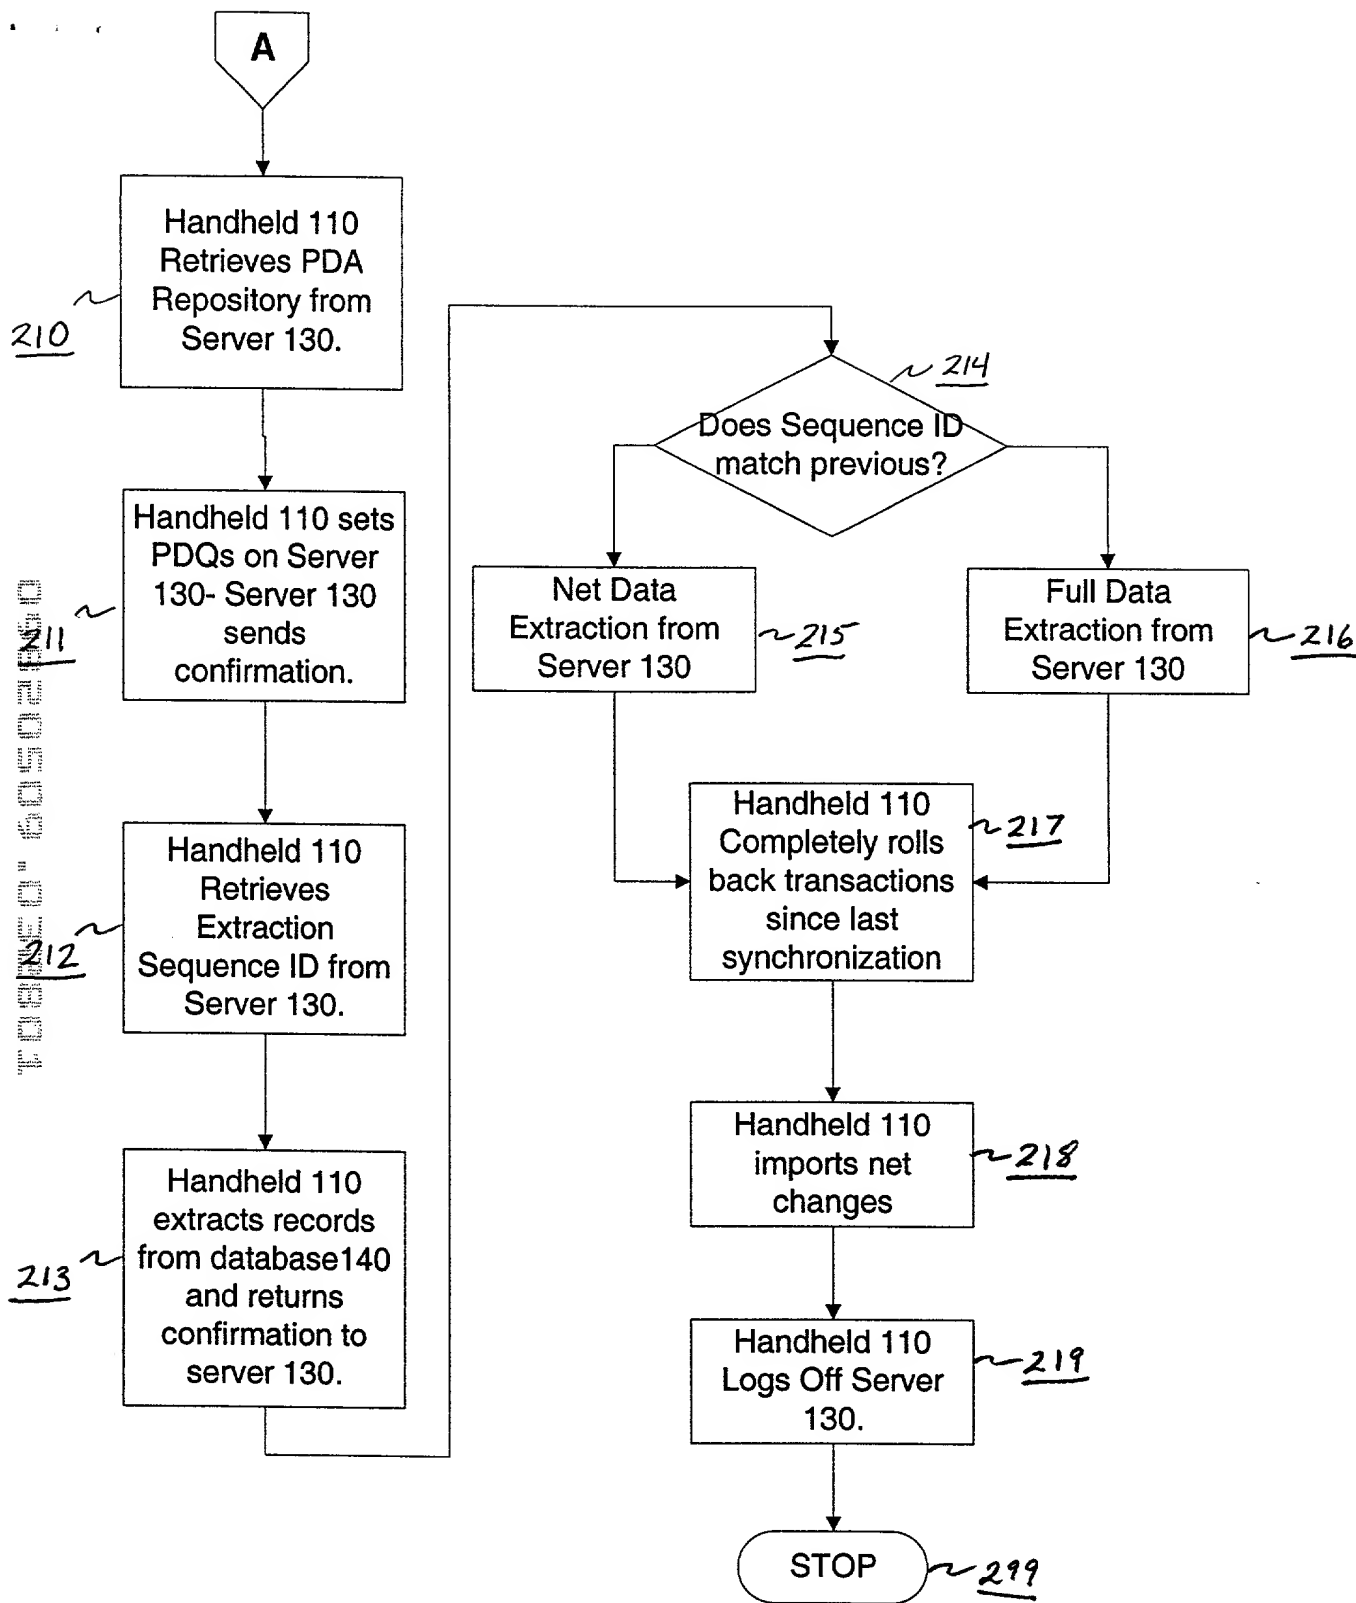 A
Handheld 110
Retrieves PDA
Repository from
Server 130.
210
Handheld 110 sets
PDQs on Server
130- Server 130
sends
confirmation.
211
Handheld 110
Retrieves
Extraction
Sequence ID from
Server 130.
212
Handheld 110
extracts records
from database140
and returns
confirmation to
server 130.
213
214
Does Sequence ID
match previous?
Net Data
Extraction from
Server 130
215
Full Data
Extraction from
Server 130
216
Handheld 110
Completely rolls
back transactions
since last
synchronization
217
Handheld 110
imports net
changes
218
Handheld 110
Logs Off Server
130.
219
STOP
299